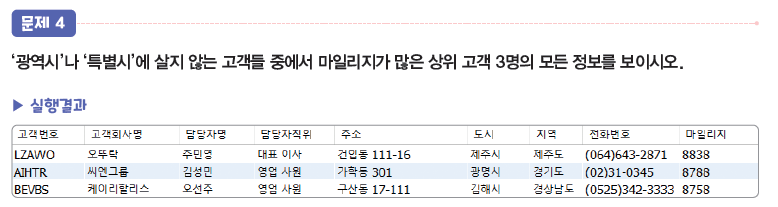 문제 4
‘광역시’나 ‘특별시’에 살지 않는 고객들 중에서 마일리지가 많은 상위 고객 3명의 모든 정보를 보이시오.
▶ 실행결과
고객번호 고객회사명 담당자명 담당자직위 주소 도시 지역 전화번호 마일리지
LZAWO 오뚜락 주민영 대표 이사 건입동 111-16 제주시 제주도 (064)643-2871 8838
AIHTR 씨엔그룹 김성민 영업 사원 가학동 301 광명시 경기도 (02)31-0345 8788
BEVBS 케이리할리스 오선주 영업 사원 구산동 17-111 김해시 경상남도 (0525)342-3333 8758